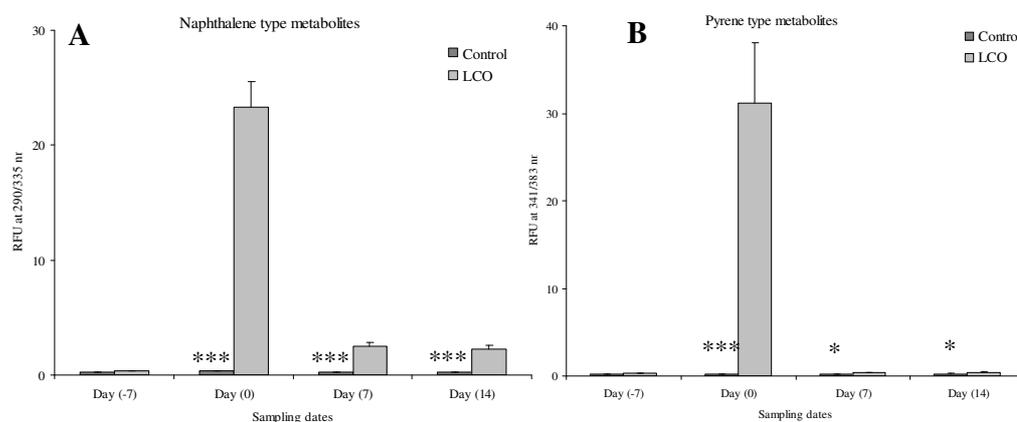 A
Naphthalene type metabolites
Control
LCO
RFU at 290/335 nr
30
20
10
0
***
***
***
Day (-7)
Day (0)
Day (7)
Day (14)
Sampling dates
B
Pyrene type metabolites
Contro
LCO
RFU at 341/383 nr
40
30
20
10
0
***
*
*
Day (-7)
Day (0)
Day (7)
Day (14)
Sampling dates